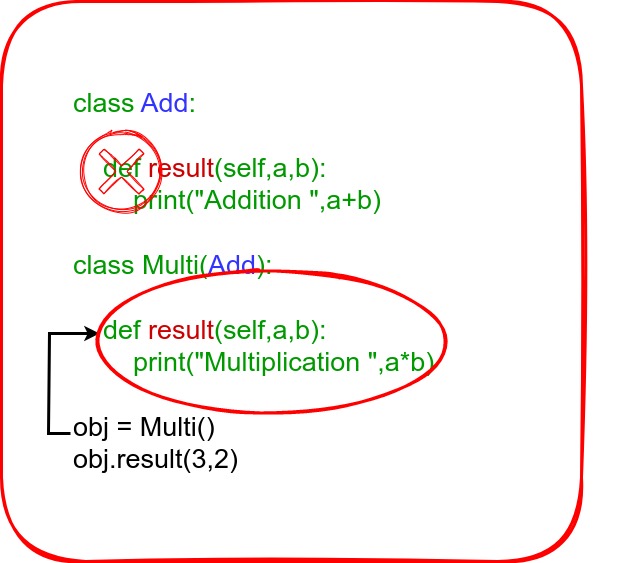 class Add:
def result(self,a,b):
print("Addition ",a+b)
class Multi(Add):
def result(self,a,b):
print("Multiplication ",a*b)
obj = Multi()
obj.result(3,2)